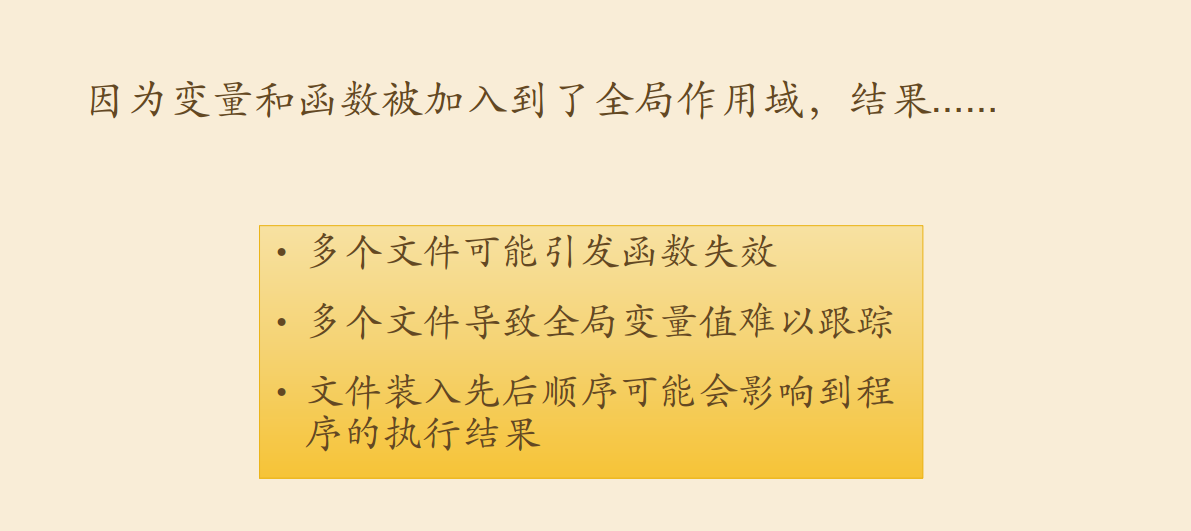 因为变量和函数被加入到了全局作用域，结果……
• 多个文件可能引发函数失效
• 多个文件导致全局变量值难以跟踪
• 文件装入先后顺序可能会影响到程
序的执行结果